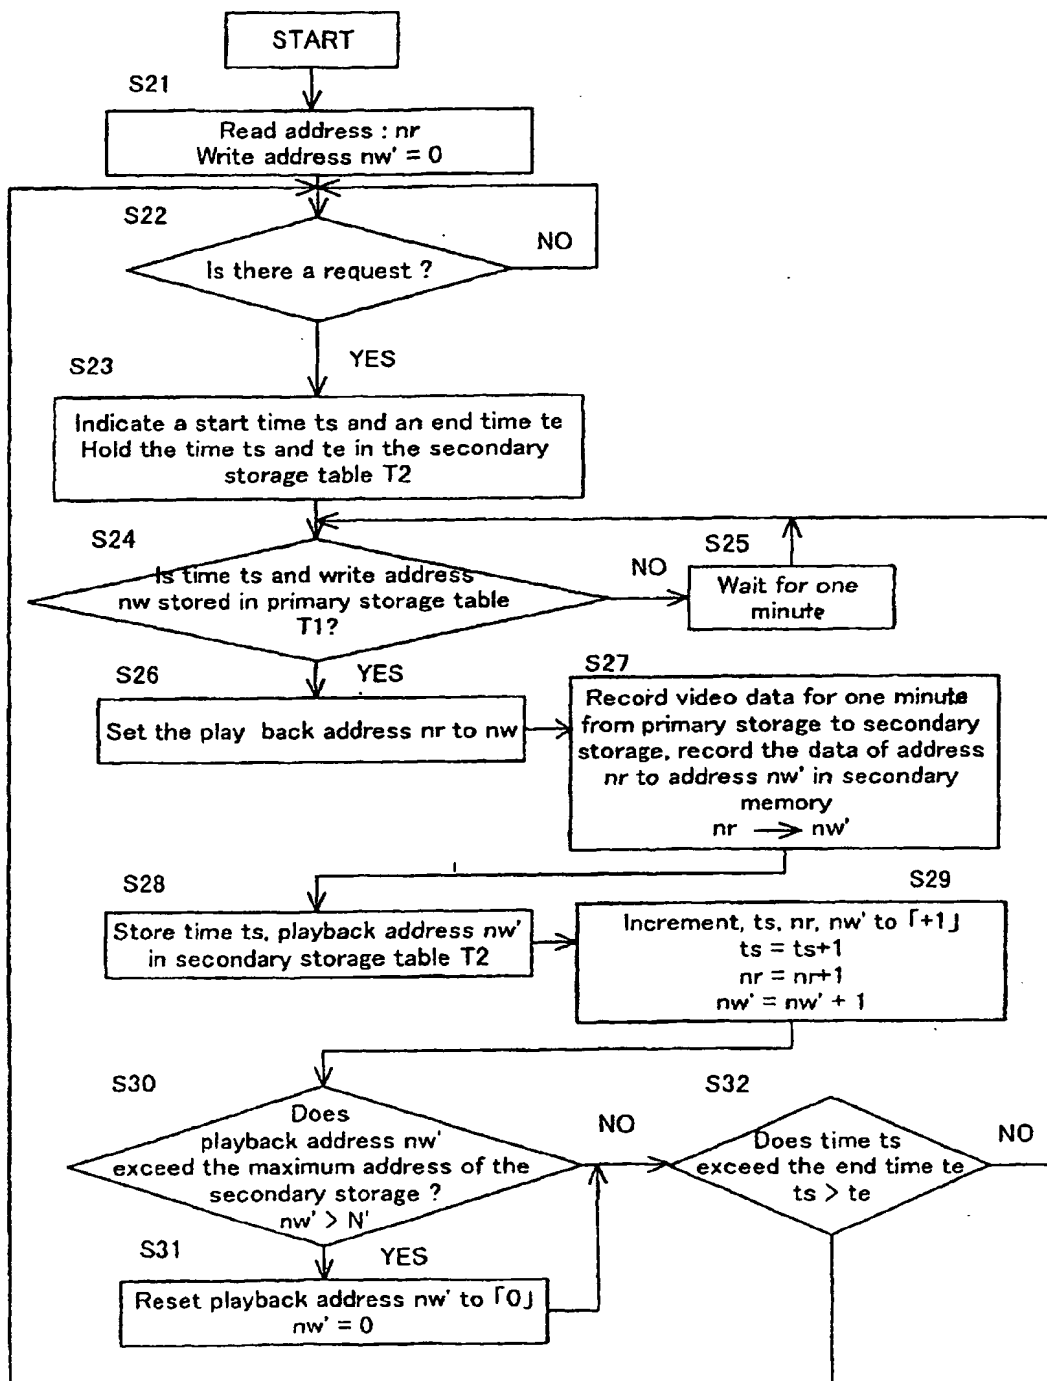 START
S21
Read address : nr
Write address nw' = 0
S22
NO
Is there a request ?
YES
S23
Indicate a start time ts and an end time te
Hold the time ts and te in the secondary
storage table T2
S24
Is time ts and write address
nw stored in primary storage table
T1?
NO
S25
Wait for one
minute
YES
S26
Set the play back address nr to nw
S27
Record video data for one minute
from primary storage to secondary
storage, record the data of address
nr to address nw' in secondary
memory
nr → nw'
S28
Store time ts, playback address nw'
in secondary storage table T2
S29
Increment, ts, nr, nw' to ｢+1｣
ts = ts+1
nr = nr+1
nw' = nw' + 1
S30
Does
playback address nw'
exceed the maximum address of the
secondary storage ?
nw' > N'
NO
YES
S31
Reset playback address nw' to ｢0｣
nw' = 0
S32
Does time ts
exceed the end time te
ts > te
NO